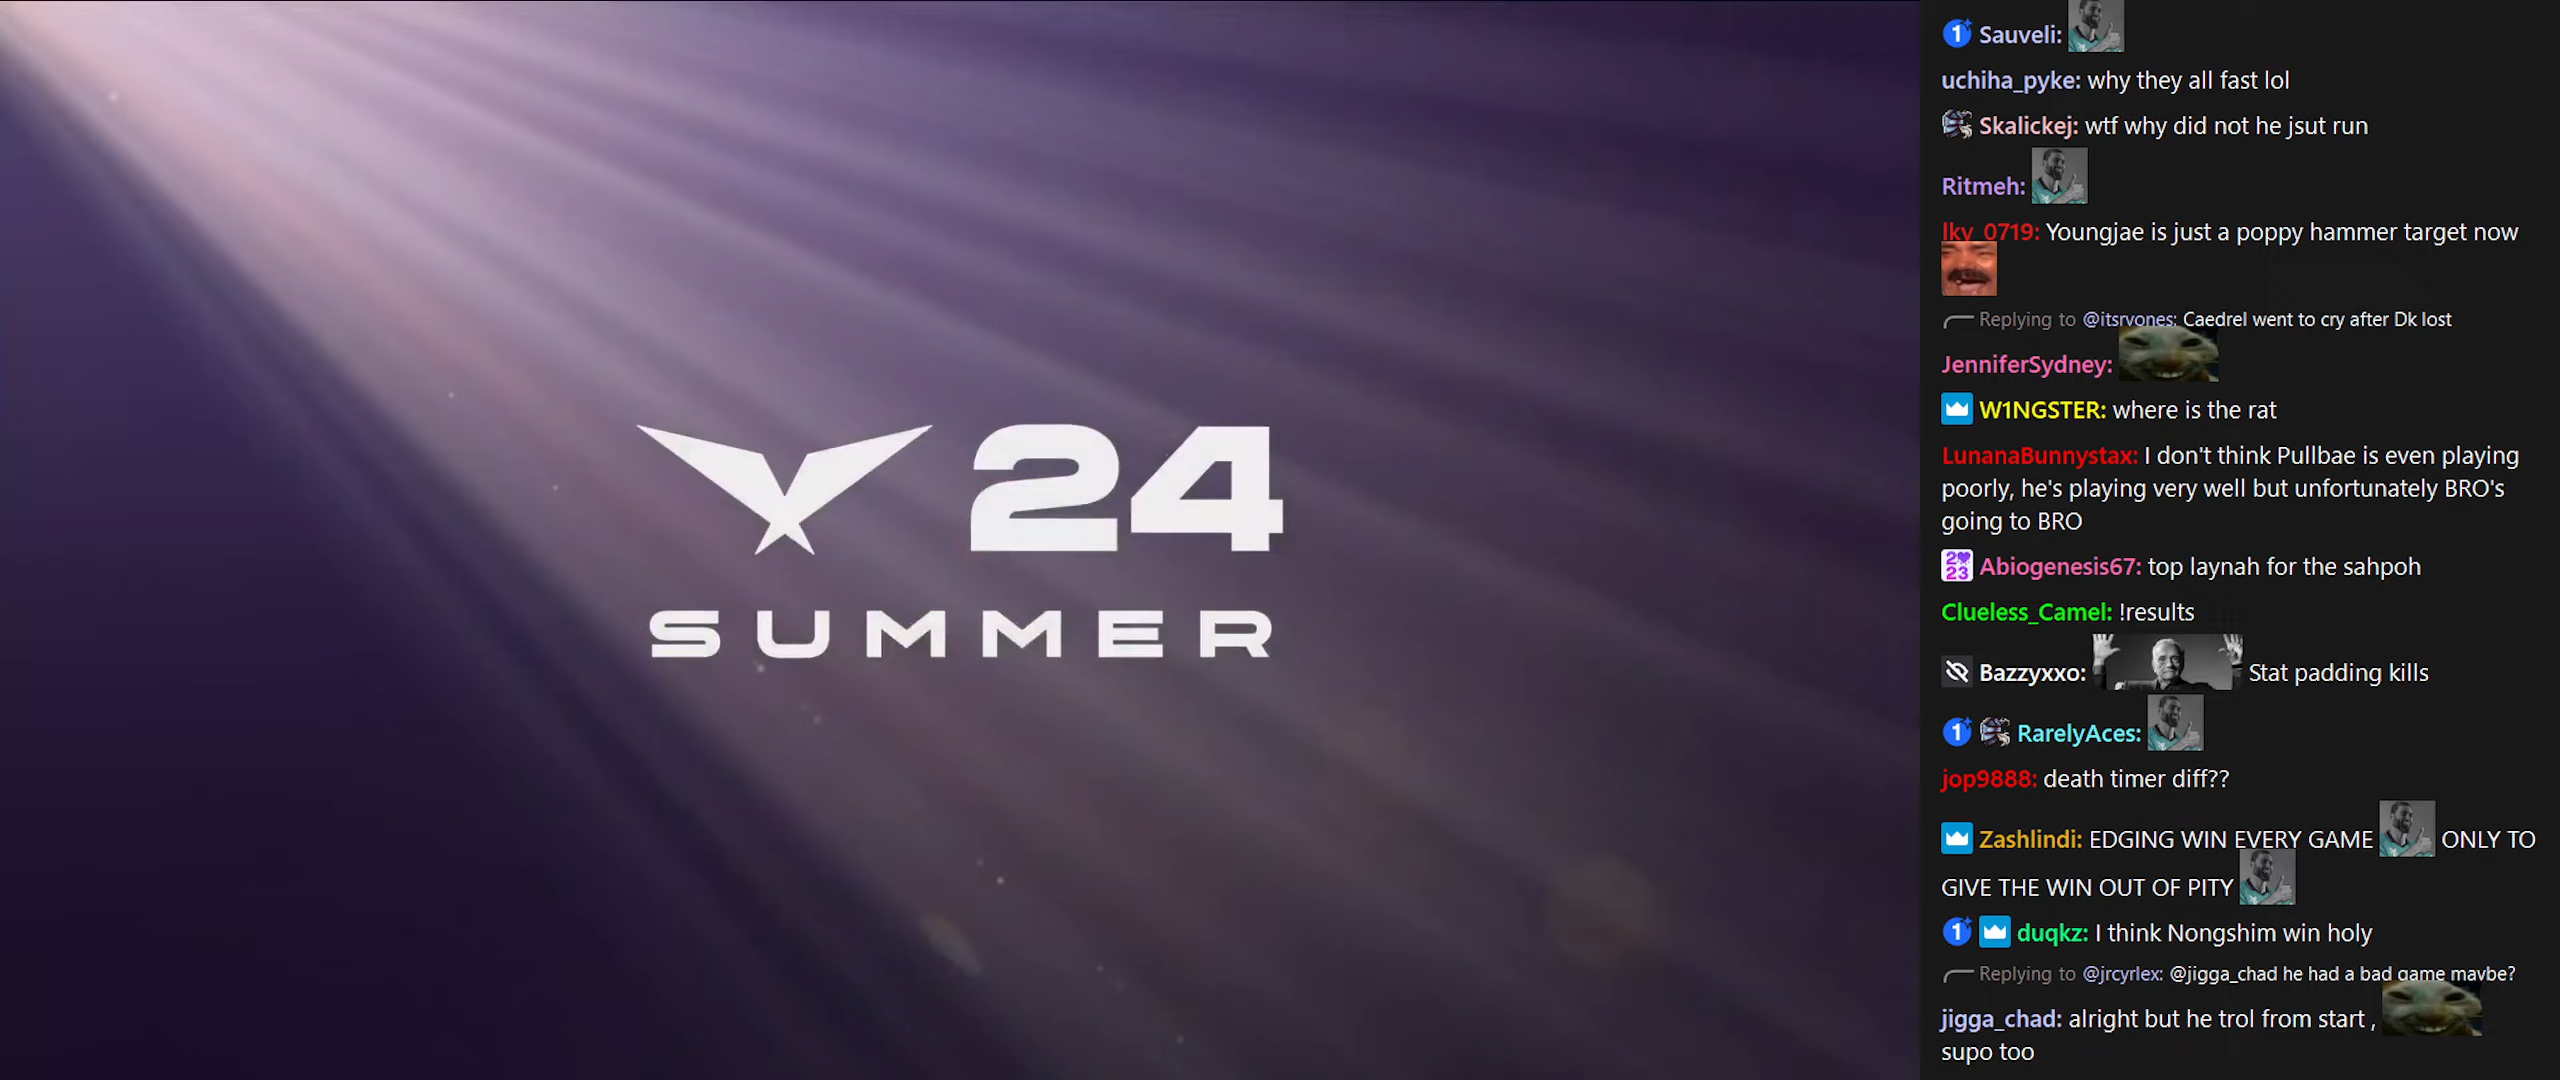 24
SUMMER
1 Sauveli:
uchiha_pyke: why they all fast lol
Skalickej: wtf why did not he jsut run
Ritmeh:
lky_0719: Youngjae is just a poppy hammer target now
Replying to @itsrvones: Caedrel went to cry after Dk lost
JenniferSydney:
W1NGSTER: where is the rat
LunanaBunnystax: I don't think Pullbae is even playing
poorly, he's playing very well but unfortunately BRO's
going to BRO
2023 Abiogenesis67: top laynah for the sahpoh
Clueless_Camel: !results
Bazzyxxo: Stat padding kills
1 RarelyAces:
jop9888: death timer diff??
Zashlindi: EDGING WIN EVERY GAME ONLY TO
GIVE THE WIN OUT OF PITY
1 duqkz: I think Nongshim win holy
Replying to @jrcyrlex: @jigga_chad he had a bad game maybe?
jigga_chad: alright but he trol from start ,
supo too